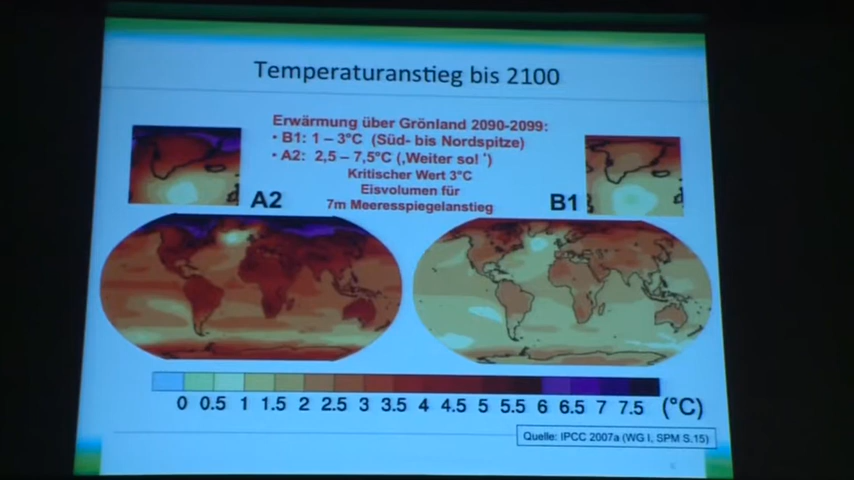 Temperaturanstieg bis 2100
Erwärmung über Grönland 2090-2099:
• B1: 1 – 3°C (Süd- bis Nordspitze)
• A2: 2,5 – 7,5°C (‚Weiter so! ')
Kritischer Wert 3°C
Eisvolumen für
7m Meeresspiegelanstieg
A2
B1
0 0.5 1 1.5 2 2.5 3 3.5 4 4.5 5 5.5 6 6.5 7 7.5 (°C)
Quelle: IPCC 2007a (WG I, SPM S.15)